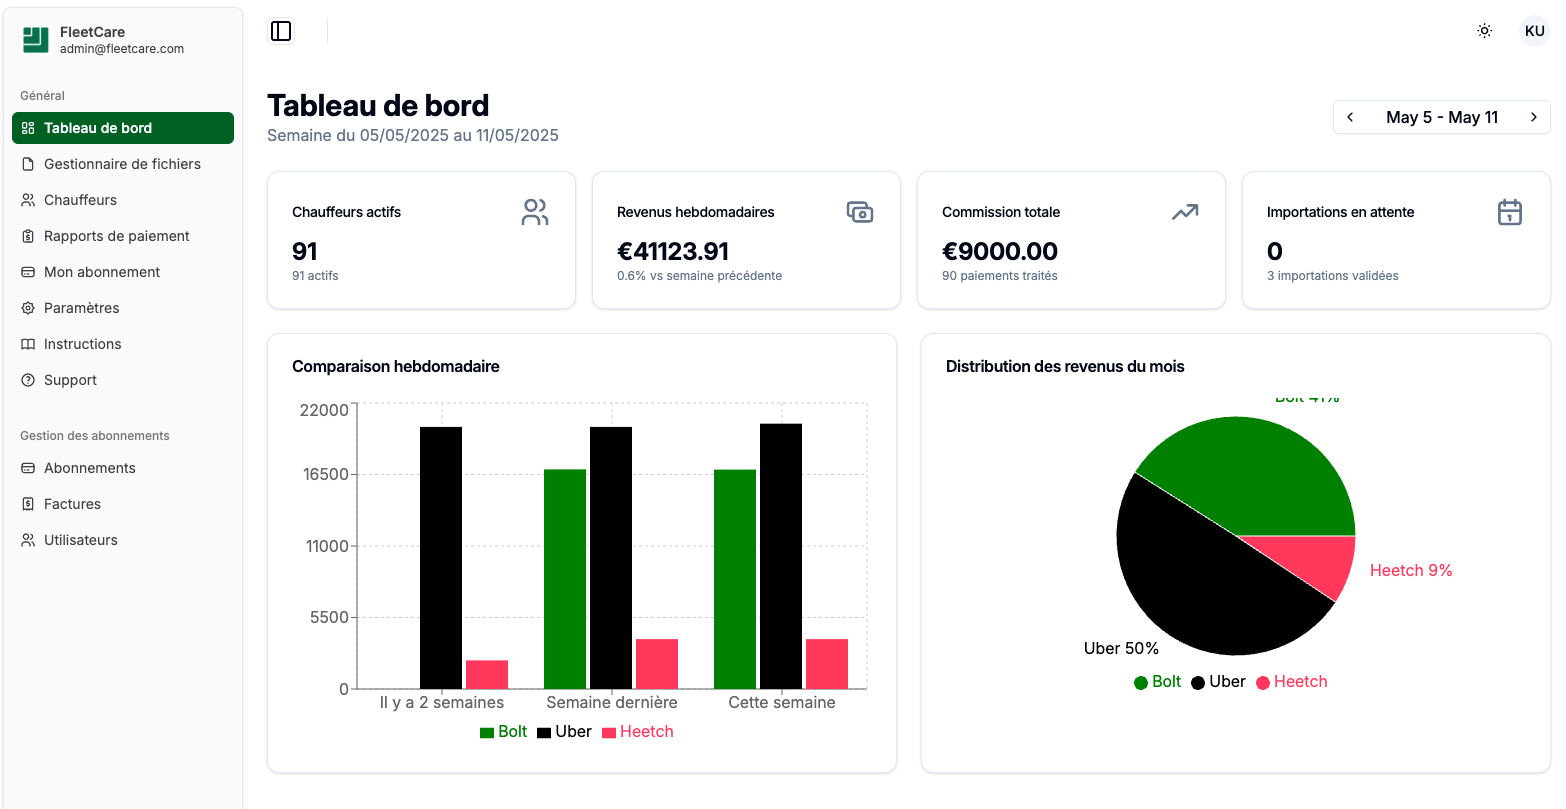 FleetCare
admin@fleetcare.com
Général
Tableau de bord
Gestionnaire de fichiers
Chauffeurs
Rapports de paiement
Mon abonnement
Paramètres
Instructions
Support
Gestion des abonnements
Abonnements
Factures
Utilisateurs
KU
Tableau de bord
Semaine du 05/05/2025 au 11/05/2025
May 5 - May 11
Chauffeurs actifs
91
91 actifs
Revenus hebdomadaires
€41123.91
0.6% vs semaine précédente
Commission totale
€9000.00
90 paiements traités
Importations en attente
0
3 importations validées
Comparaison hebdomadaire
22000
16500
11000
5500
0
Il y a 2 semaines Semaine dernière Cette semaine
Bolt Uber Heetch
Distribution des revenus du mois
Bolt 41%
Heetch 9%
Uber 50%
Bolt Uber Heetch